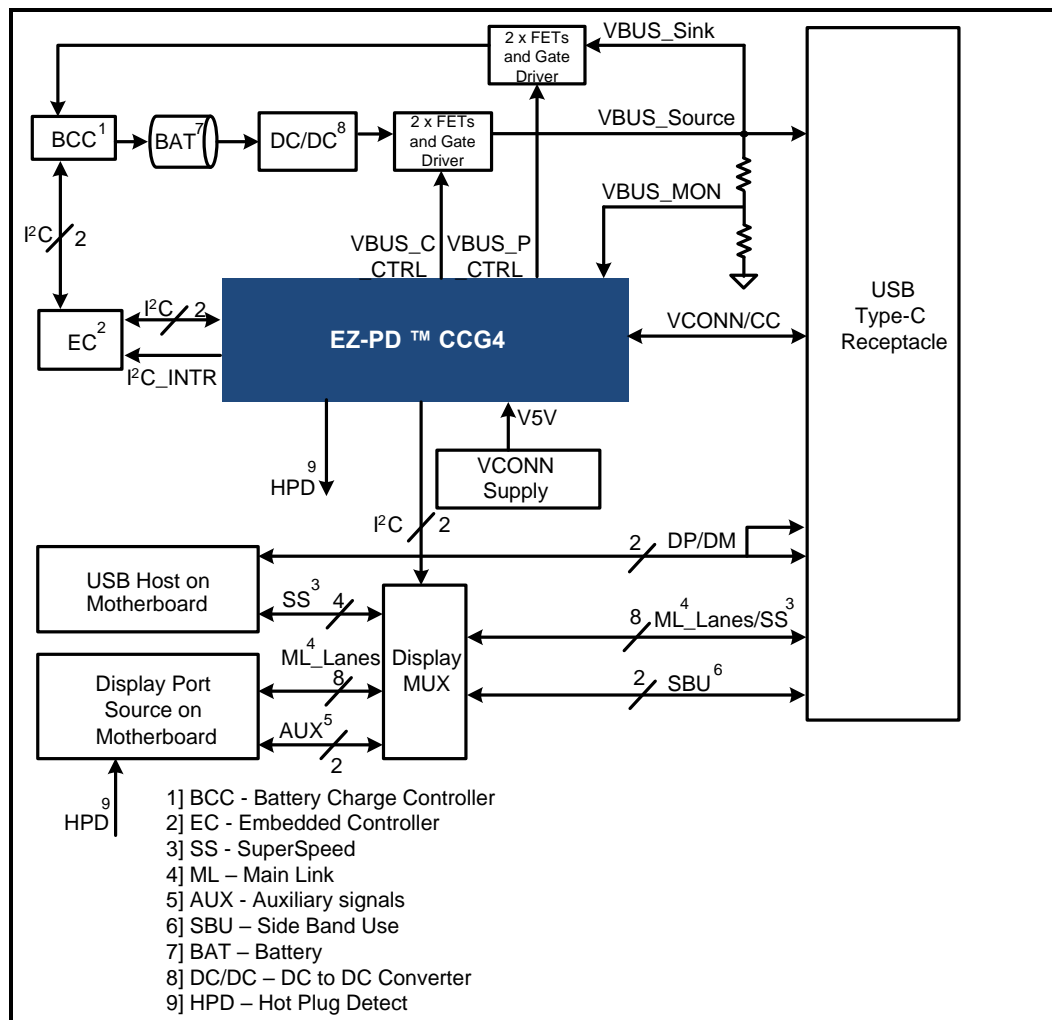 2 x FETs
and Gate
Driver
VBUS_Sink
BCC1
BAT7
DC/DC8
2 x FETs
and Gate
Driver
VBUS_Source
VBUS_MON
I2C
2
VBUS_C
_CTRL
VBUS_P
_CTRL
USB
Type-C
Receptacle
EC2
I2C
2
I2C_INTR
EZ-PD ™ CCG4
VCONN/CC
V5V
HPD9
VCONN
Supply
I2C
2
2
DP/DM
USB Host on
Motherboard
SS3
4
8
ML4_Lanes/SS3
Display
MUX
ML4_Lanes
8
Display Port
Source on
Motherboard
2
SBU6
AUX5
2
HPD9
1] BCC - Battery Charge Controller
2] EC - Embedded Controller
3] SS - SuperSpeed
4] ML – Main Link
5] AUX - Auxiliary signals
6] SBU – Side Band Use
7] BAT – Battery
8] DC/DC – DC to DC Converter
9] HPD – Hot Plug Detect